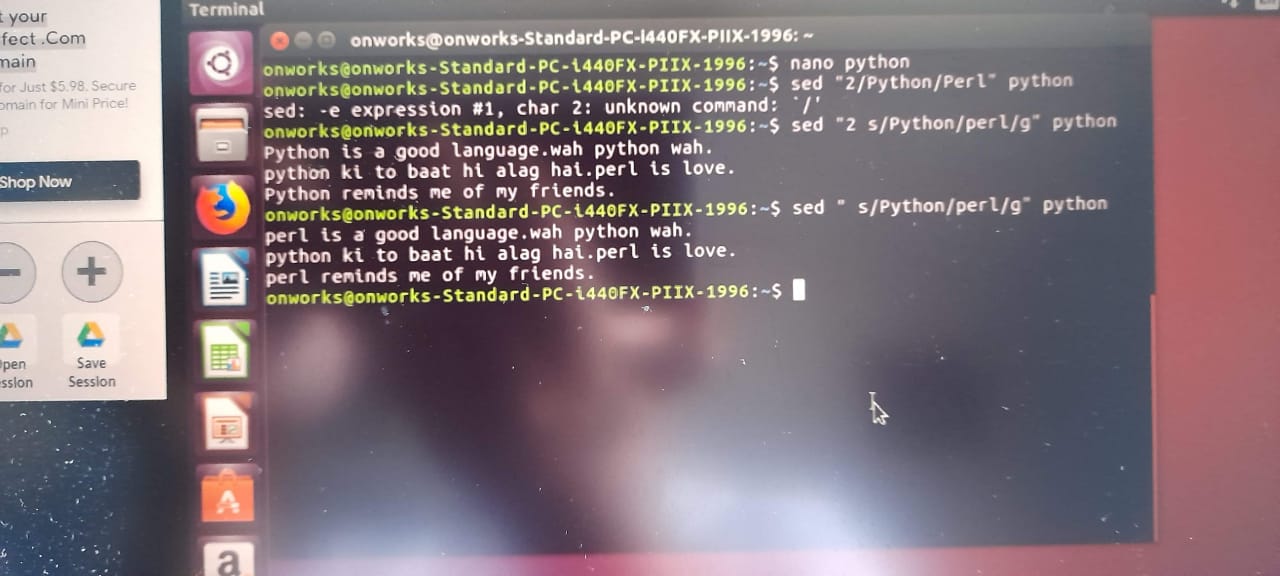 t your
fect .Com
main
for Just $5.98. Secure
omain for Mini Price!
Shop Now
Open
Session
Save
Session
Terminal
onworks@onworks-Standard-PC-i440FX-PIIX-1996: ~
onworks@onworks-Standard-PC-i440FX-PIIX-1996:~$ nano python
onworks@onworks-Standard-PC-i440FX-PIIX-1996:~$ sed "2/Python/Perl" python
sed: -e expression #1, char 2: unknown command: `/'
onworks@onworks-Standard-PC-i440FX-PIIX-1996:~$ sed "2 s/Python/perl/g" python
Python is a good language.wah python wah.
python ki to baat hi alag hai.perl is love.
Python reminds me of my friends.
onworks@onworks-Standard-PC-i440FX-PIIX-1996:~$ sed " s/Python/perl/g" python
perl is a good language.wah python wah.
python ki to baat hi alag hai.perl is love.
perl reminds me of my friends.
onworks@onworks-Standard-PC-i440FX-PIIX-1996:~$
a